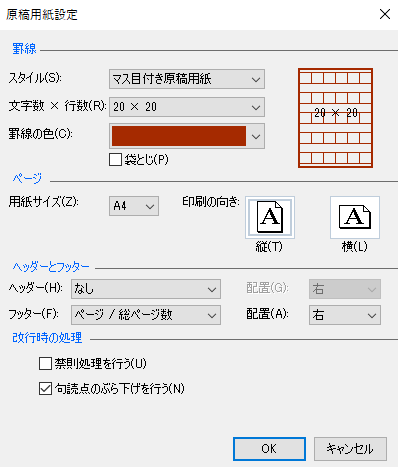 原稿用紙設定
罫線
スタイル(S):
マス目付き原稿用紙
文字数 × 行数(R):
20 × 20
20 × 20
罫線の色(C):
袋とじ(P)
ページ
用紙サイズ(Z):
A4
印刷の向き:
A
A
縦(T)
横(L)
ヘッダーとフッター
ヘッダー(H):
なし
配置(G):
右
フッター(F):
ページ / 総ページ数
配置(A):
右
改行時の処理
禁則処理を行う(U)
句読点のぶら下げを行う(N)
OK
キャンセル